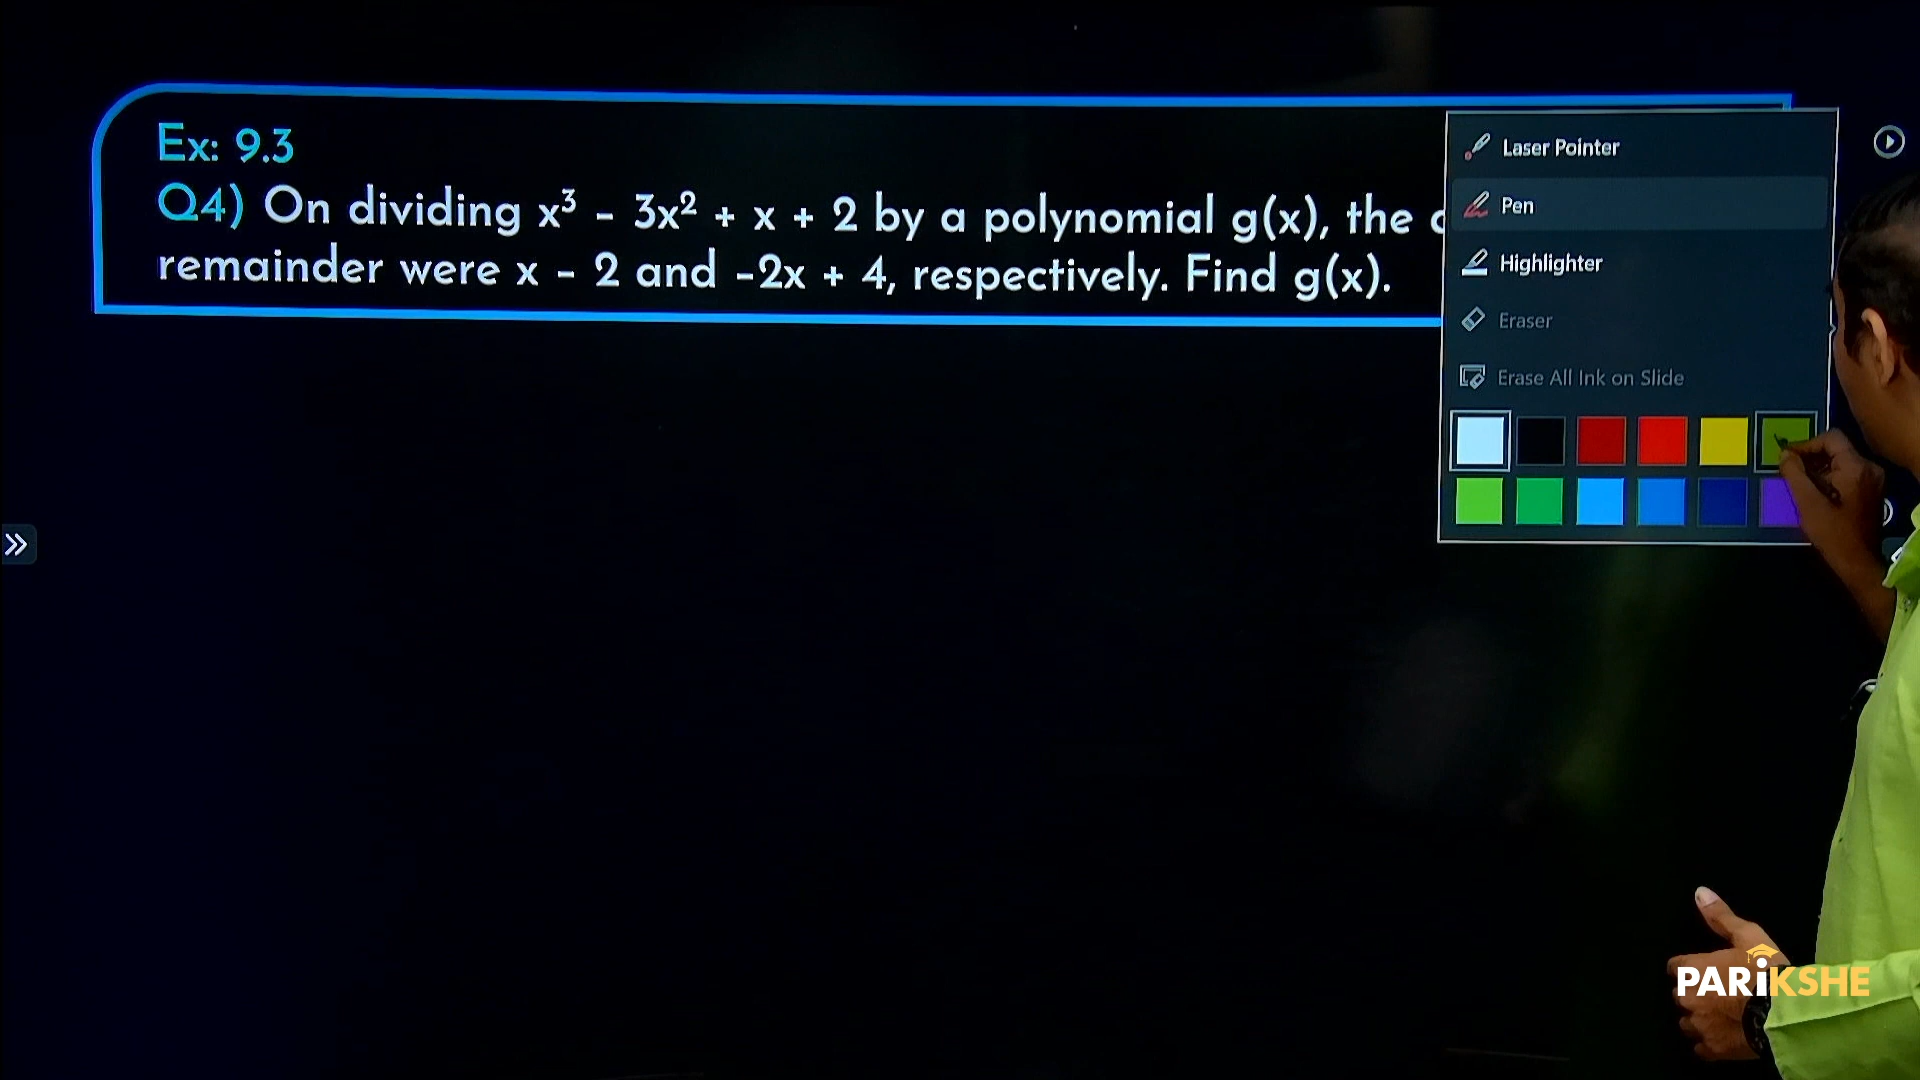 Ex: 9.3
Q4) On dividing x³ - 3x² + x + 2 by a polynomial g(x), the
remainder were x - 2 and -2x + 4, respectively. Find g(x).
Laser Pointer
Pen
Highlighter
Eraser
Erase All Ink on Slide
PARiKSHE